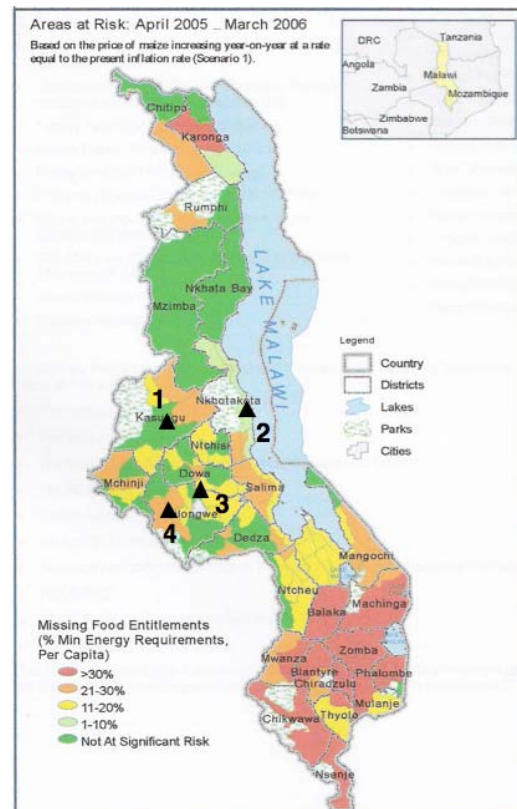 Areas at Risk: April 2005 _ March 2006
Based on the price of maize increasing year-on-year at a rate
equal to the present inflation rate (Scenario 1).
DRC
Tanzania
Angola
Malawi
Zambia
Mozambique
Zimbabwe
Botswana
Chitipa
Karonga
Rumphi
LAKE MALAWI
Nkhata Bay
Mzimba
Legend
Country
Districts
Lakes
Parks
Cities
1
Nkhotakota
Kasungu
2
Ntchisi
Dowa
Mchinji
3
Salima
4
Dedza
Mangochi
Ntcheu
Machinga
Balaka
Missing Food Entitlements
(% Min Energy Requirements,
Per Capita)
>30%
21-30%
11-20%
1-10%
Not At Significant Risk
Zomba
Mwanza
Blantyre
Phalombe
Chiradzulu
Mulanje
Chikwawa
Thyolo
Nsanje